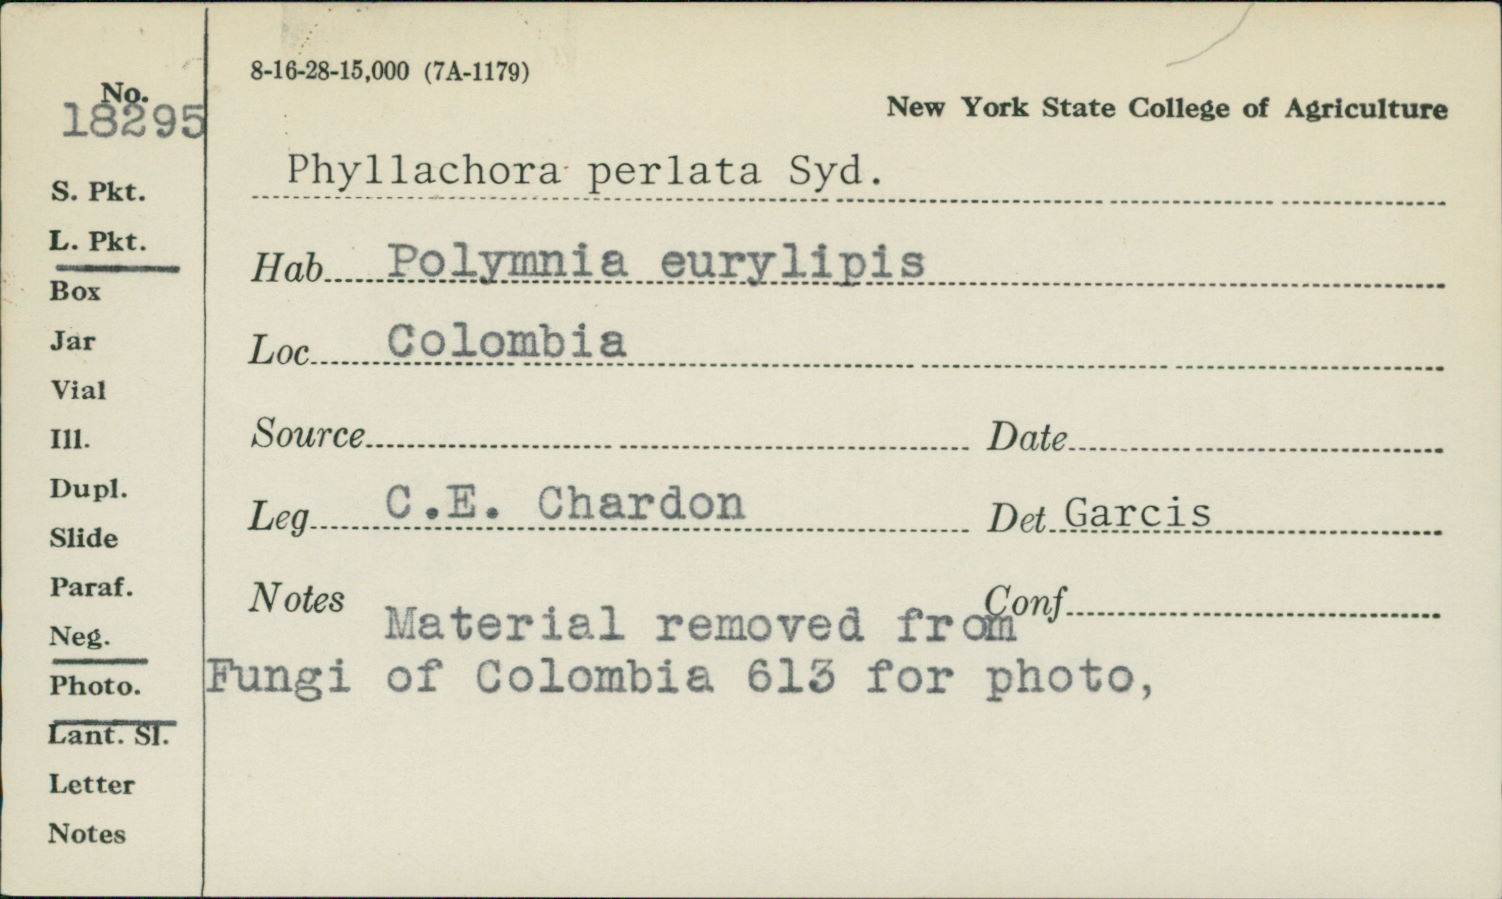 8-16-28-15,000 (7A-1179)
No.
18295
New York State College of Agriculture
Phyllachora perlata Syd.
S. Pkt.
L. Pkt.
Box
Jar
Vial
Ill.
Dupl.
Slide
Paraf.
Neg.
Photo.
Lant. Sl.
Letter
Notes
Hab. Polymnia eurylipis
Loc. Colombia
Source Date
Leg. C.E. Chardon Det. Garcis
Notes Conf.
Material removed from
Fungi of Colombia 613 for photo,